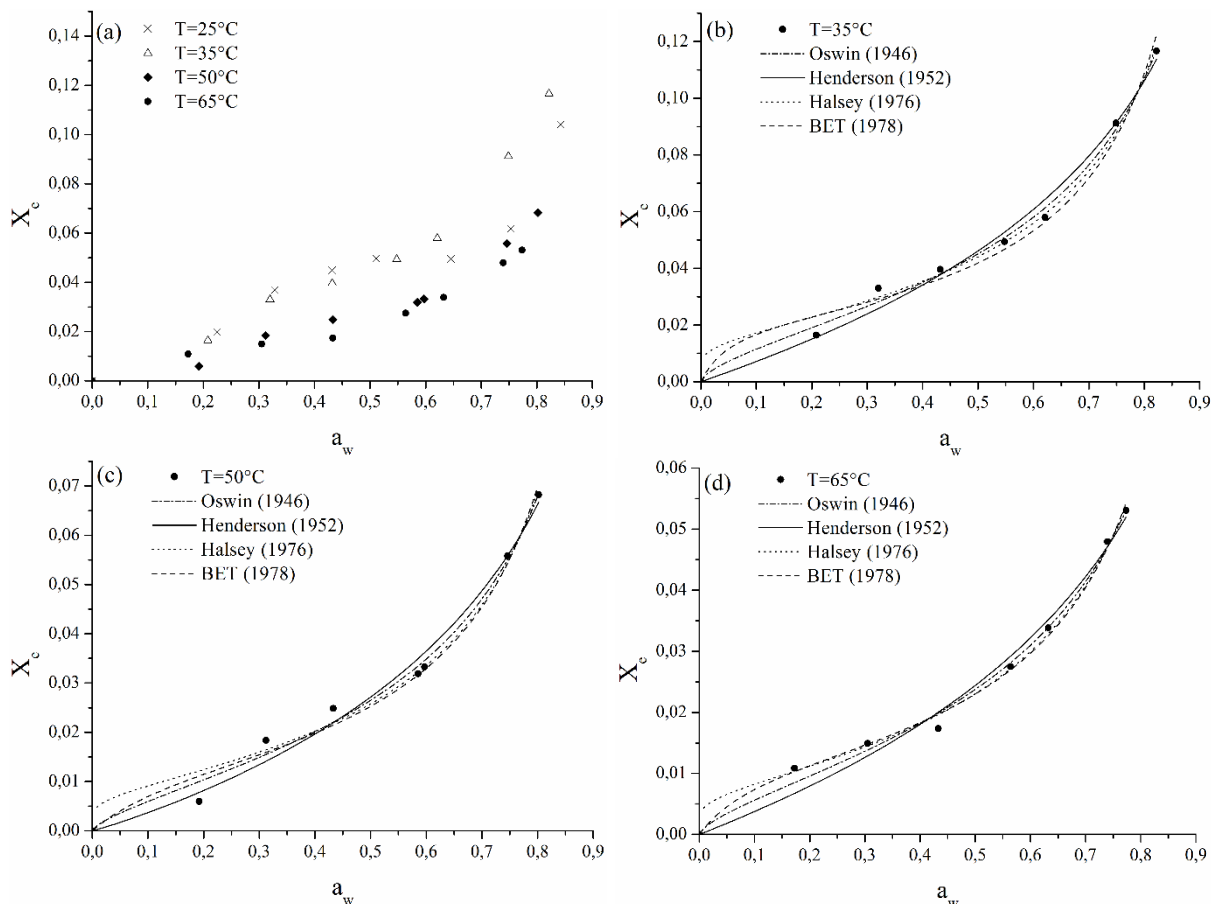 (a)
T=25°C
T=35°C
T=50°C
T=65°C
0,14
0,12
0,10
0,08
0,06
0,04
0,02
0,00
X_e
0,0 0,1 0,2 0,3 0,4 0,5 0,6 0,7 0,8 0,9
a_w
(b)
T=35°C
Oswin (1946)
Henderson (1952)
Halsey (1976)
BET (1978)
0,12
0,10
0,08
0,06
0,04
0,02
0,00
X_e
0,0 0,1 0,2 0,3 0,4 0,5 0,6 0,7 0,8 0,9
a_w
(c)
T=50°C
Oswin (1946)
Henderson (1952)
Halsey (1976)
BET (1978)
0,07
0,06
0,05
0,04
0,03
0,02
0,01
0,00
X_e
0,0 0,1 0,2 0,3 0,4 0,5 0,6 0,7 0,8 0,9
a_w
(d)
T=65°C
Oswin (1946)
Henderson (1952)
Halsey (1976)
BET (1978)
0,06
0,05
0,04
0,03
0,02
0,01
0,00
X_e
0,0 0,1 0,2 0,3 0,4 0,5 0,6 0,7 0,8 0,9
a_w